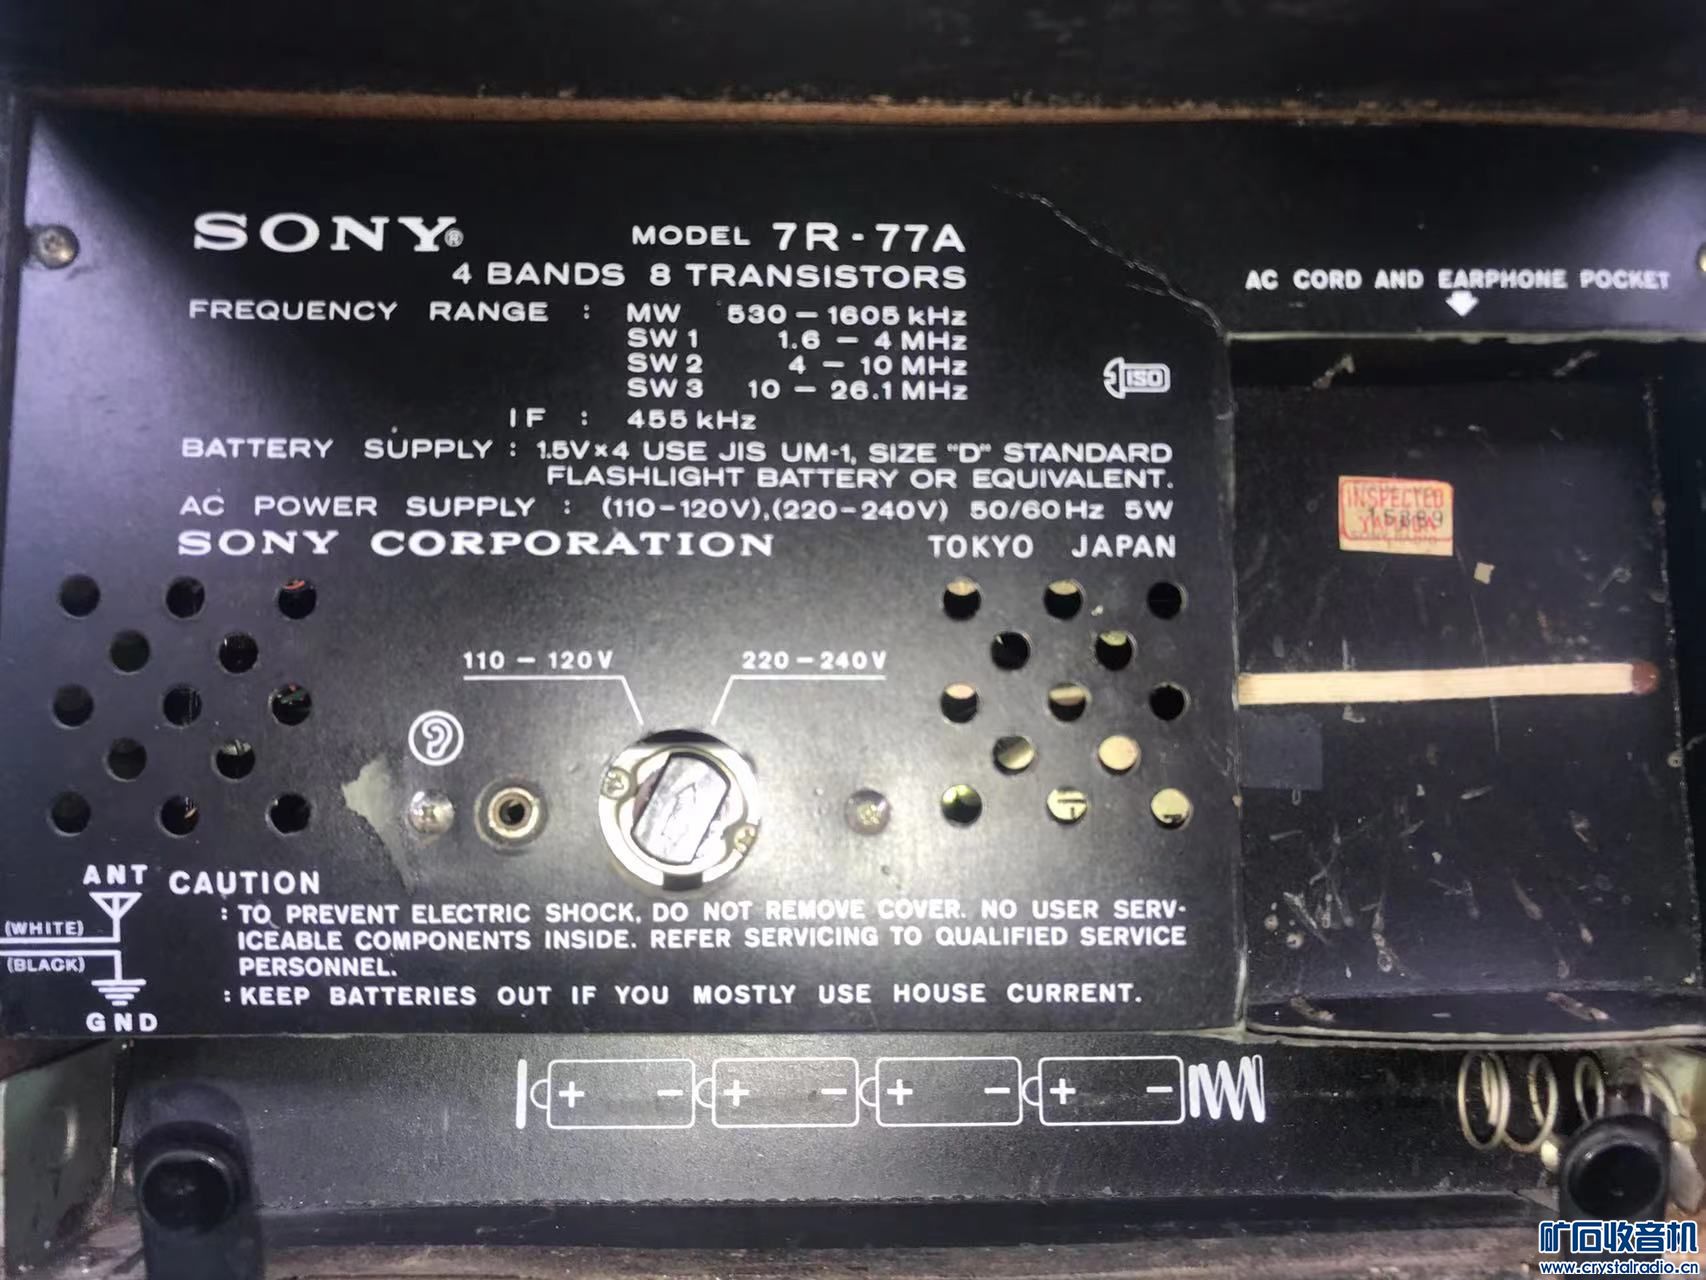 SONY®
MODEL 7R-77A
4 BANDS 8 TRANSISTORS
FREQUENCY RANGE : MW 530 – 1605 kHz
SW 1 1.6 – 4 MHz
SW 2 4 – 10 MHz
SW 3 10 – 26.1 MHz
IF : 455 kHz
BATTERY SUPPLY : 1.5V×4 USE JIS UM-1, SIZE "D" STANDARD
FLASHLIGHT BATTERY OR EQUIVALENT.
AC POWER SUPPLY : (110-120V),(220-240V) 50/60Hz 5W
SONY CORPORATION TOKYO JAPAN
ISO
AC CORD AND EARPHONE POCKET
INSPECTED
110 – 120V
220 – 240V
ANT
(WHITE)
(BLACK)
GND
CAUTION
: TO PREVENT ELECTRIC SHOCK, DO NOT REMOVE COVER. NO USER SERV-
ICEABLE COMPONENTS INSIDE. REFER SERVICING TO QUALIFIED SERVICE
PERSONNEL.
: KEEP BATTERIES OUT IF YOU MOSTLY USE HOUSE CURRENT.
+ – + – + – + –
矿石收音机
www.crystalradio.cn